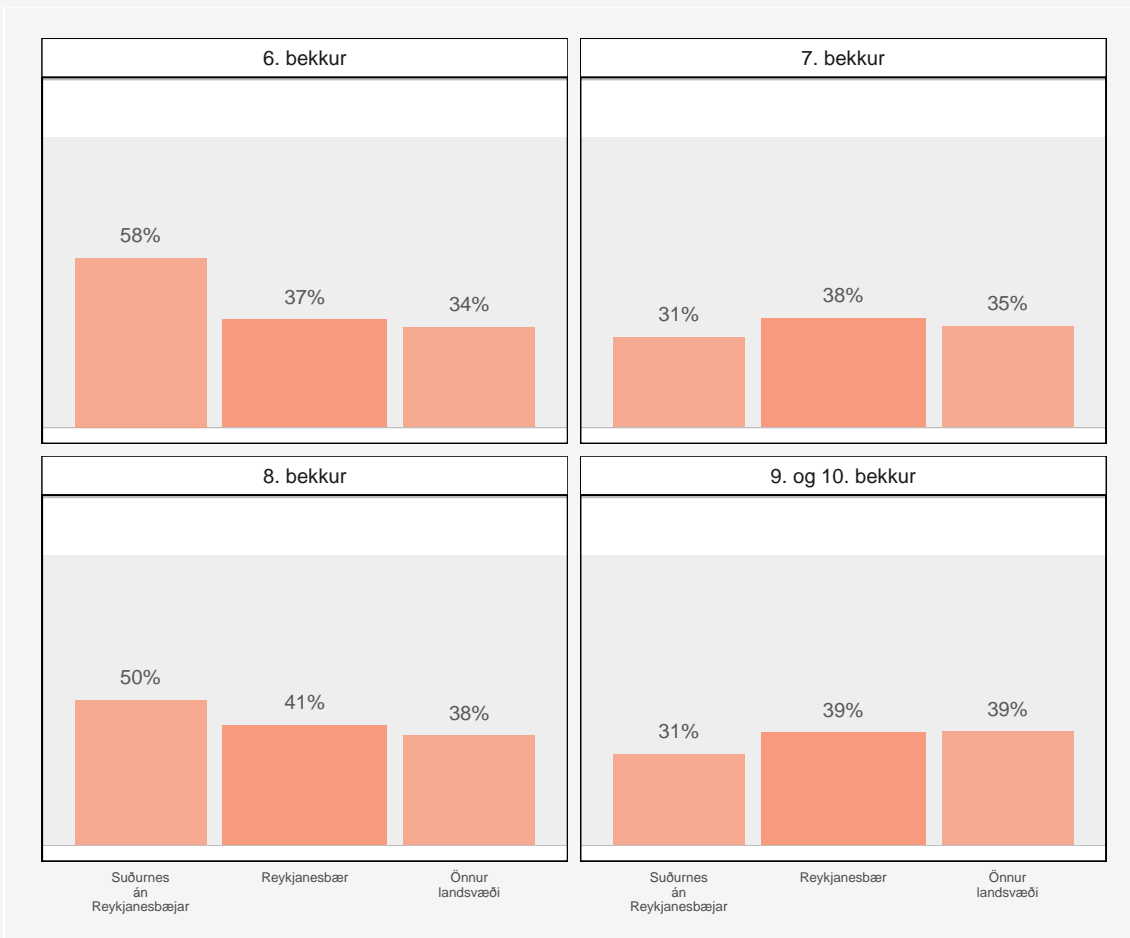 6. bekkur
58%
37%
34%
7. bekkur
31%
38%
35%
8. bekkur
50%
41%
38%
Suðurnes
án
Reykjanesbæjar
Reykjanesbær
Önnur
landsvæði
9. og 10. bekkur
31%
39%
39%
Suðurnes
án
Reykjanesbæjar
Reykjanesbær
Önnur
landsvæði